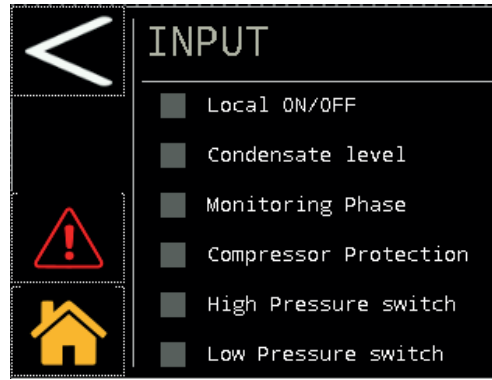 INPUT
Local ON/OFF
Condensate level
Monitoring Phase
Compressor Protection
High Pressure switch
Low Pressure switch